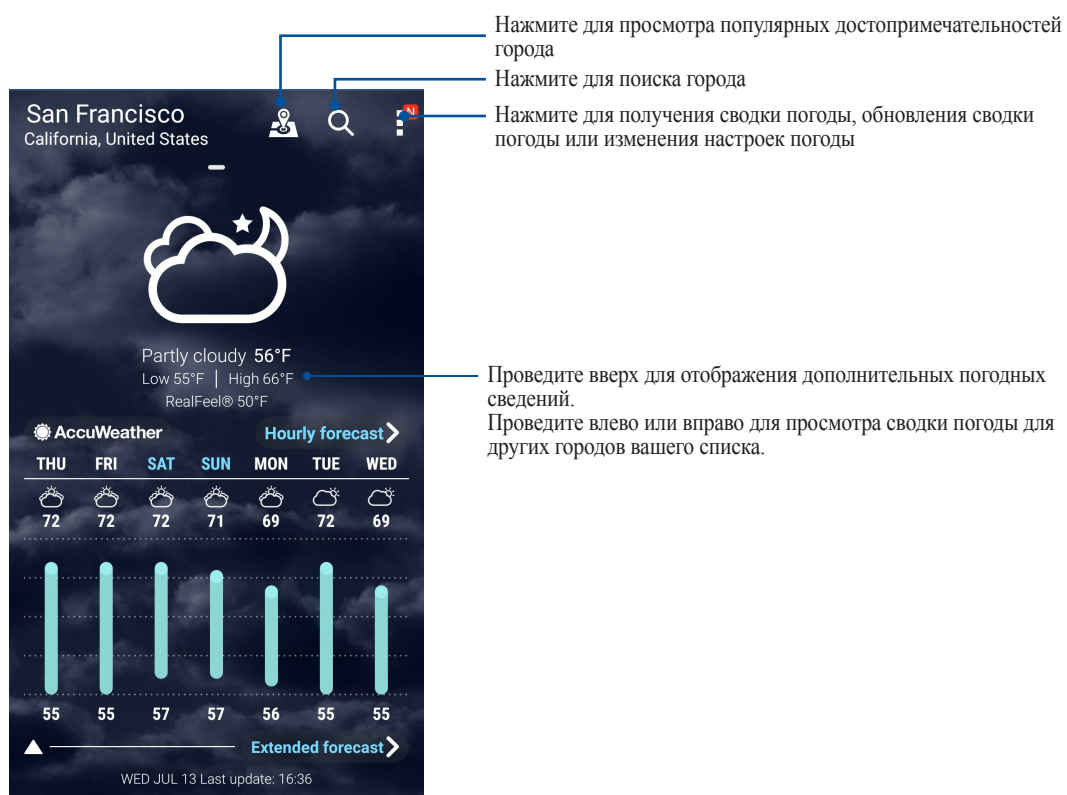 Нажмите для просмотра популярных достопримечательностей
города
Нажмите для поиска города
Нажмите для получения сводки погоды, обновления сводки
погоды или изменения настроек погоды
San Francisco
California, United States
N
Partly cloudy 56°F
Low 55°F | High 66°F
RealFeel® 50°F
Проведите вверх для отображения дополнительных погодных
сведений.
Проведите влево или вправо для просмотра сводки погоды для
других городов вашего списка.
AccuWeather Hourly forecast
THU FRI SAT SUN MON TUE WED
72 72 72 71 69 72 69
55 55 57 57 56 55 55
Extended forecast
WED JUL 13 Last update: 16:36